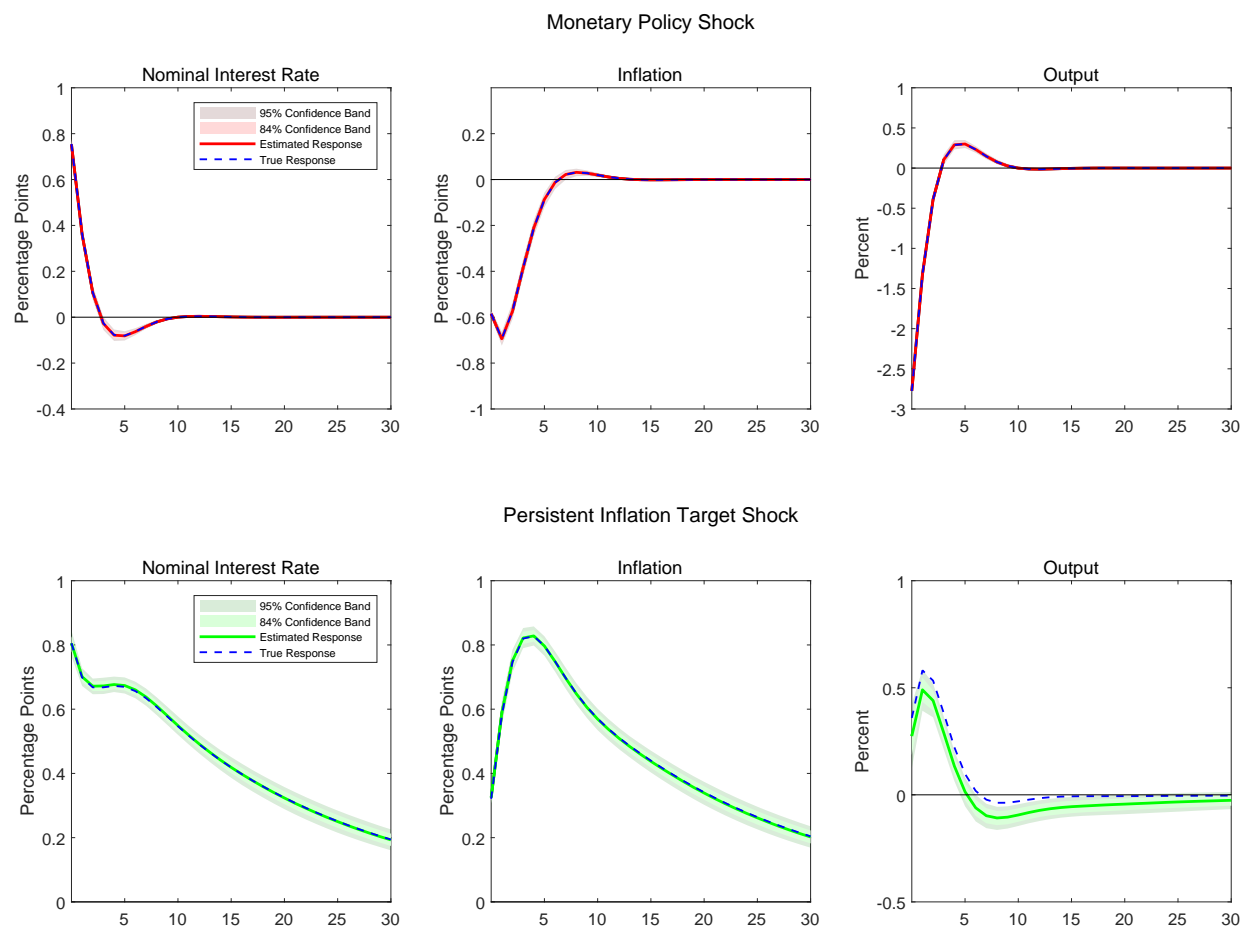 Monetary Policy Shock
Nominal Interest Rate
Inflation
Output
1
0.8
0.6
0.4
0.2
0
-0.2
-0.4
Percentage Points
95% Confidence Band
84% Confidence Band
Estimated Response
True Response
5 10 15 20 25 30
0.2
0
-0.2
-0.4
-0.6
-0.8
-1
Percentage Points
5 10 15 20 25 30
1
0.5
0
-0.5
-1
-1.5
-2
-2.5
-3
Percent
5 10 15 20 25 30
Persistent Inflation Target Shock
Nominal Interest Rate
Inflation
Output
1
0.8
0.6
0.4
0.2
0
Percentage Points
95% Confidence Band
84% Confidence Band
Estimated Response
True Response
5 10 15 20 25 30
1
0.8
0.6
0.4
0.2
0
Percentage Points
5 10 15 20 25 30
1
0.5
0
-0.5
Percent
5 10 15 20 25 30